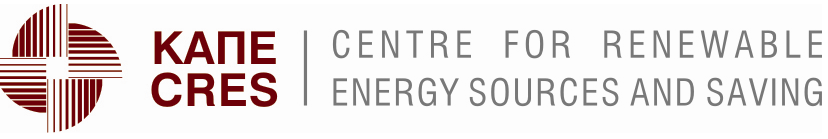 ΚΑΠΕ
CRES
CENTRE FOR RENEWABLE
ENERGY SOURCES AND SAVING